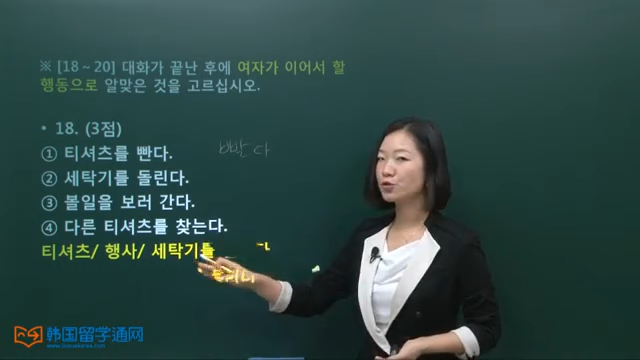 ※ [18 ~ 20] 대화가 끝난 후에 여자가 이어서 할
행동으로 알맞은 것을 고르십시오.
• 18. (3점)
① 티셔츠를 빤다.
빠반 다
② 세탁기를 돌린다.
③ 볼일을 보러 간다.
④ 다른 티셔츠를 찾는다.
티셔츠/ 행사/ 세탁기를
韩国留学通网